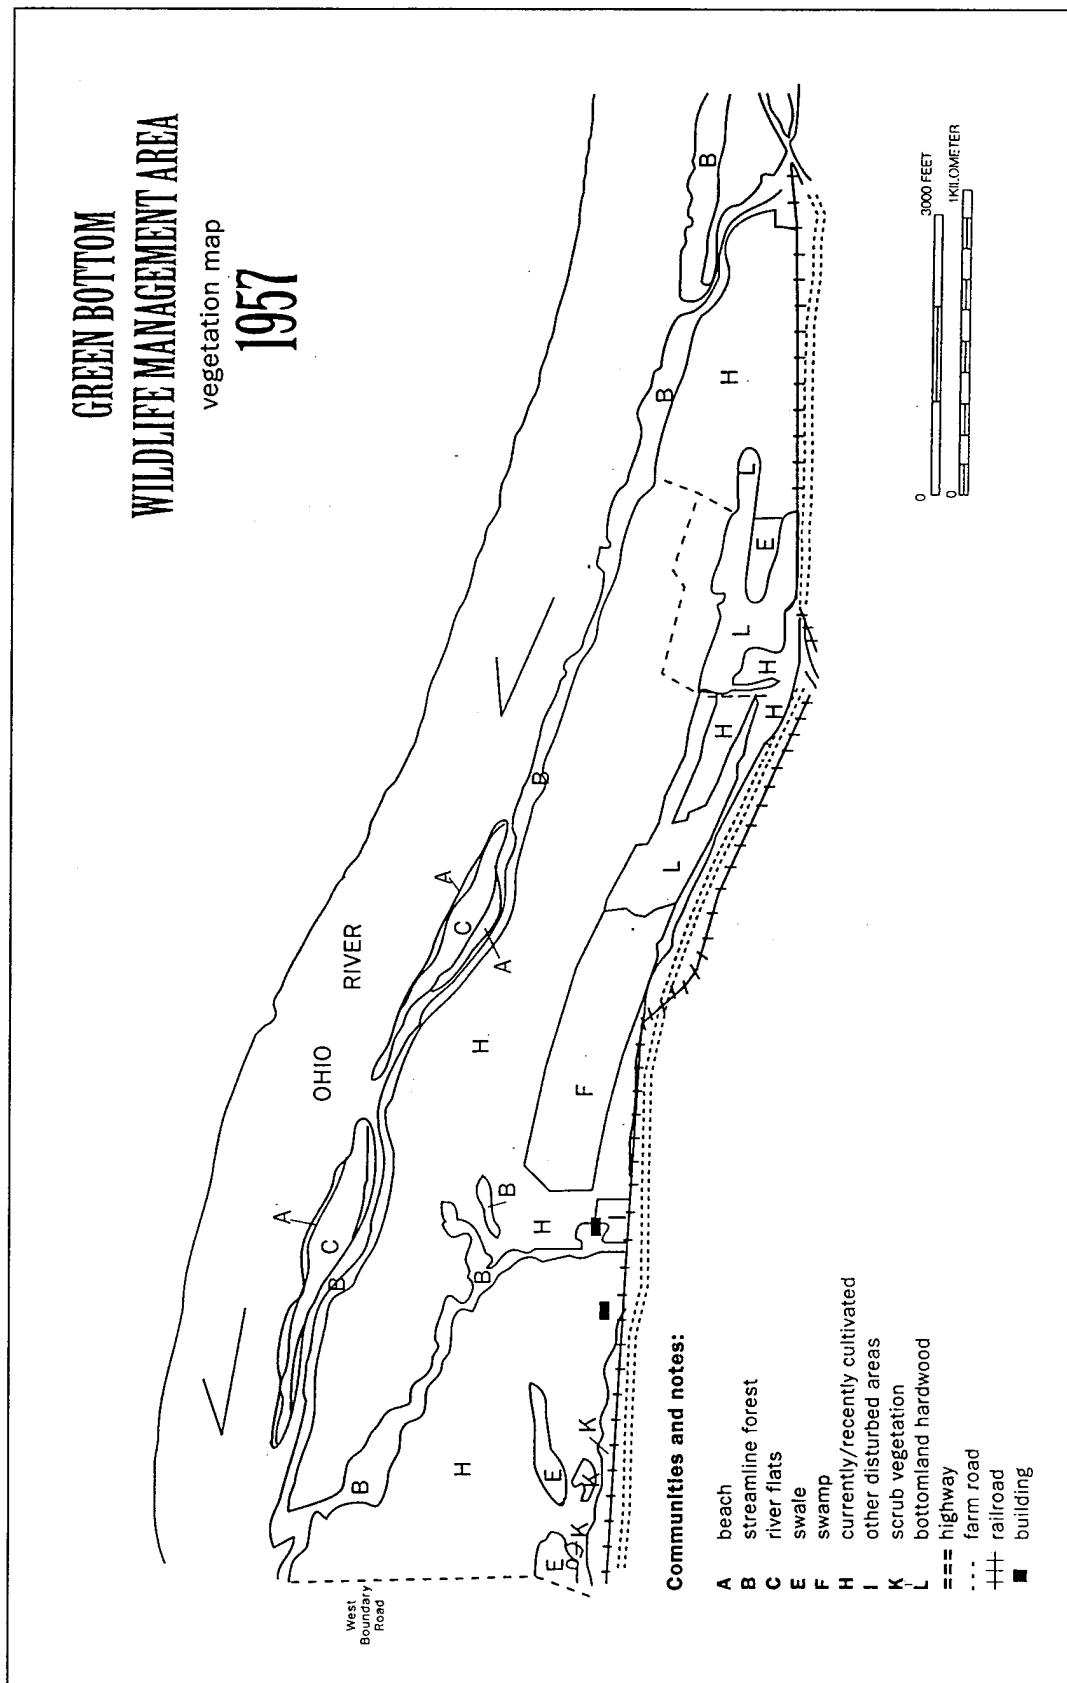 GREEN BOTTOM
WILDLIFE MANAGEMENT AREA
vegetation map
1957
OHIO RIVER
A
C
B
A
C
A
B
B
B
B
H
H
B
B
B
H
H
F
I
E
K
K
E
K
L
H
H
L
H
L
E
West
Boundary
Road
0 3000 FEET
0 1 KILOMETER
Communities and notes:
A beach
B streamline forest
C river flats
E swale
F swamp
H currently/recently cultivated
I other disturbed areas
K scrub vegetation
L bottomland hardwood
=== highway
--- farm road
railroad
■ building